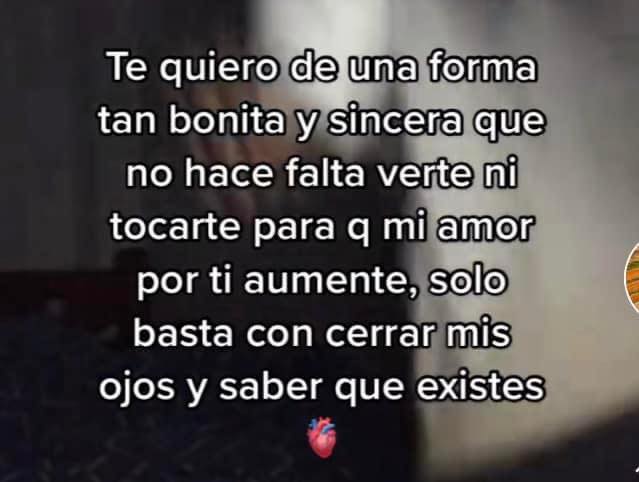 Te quiero de una forma
tan bonita y sincera que
no hace falta verte ni
tocarte para q mi amor
por ti aumente, solo
basta con cerrar mis
ojos y saber que existes
🫀